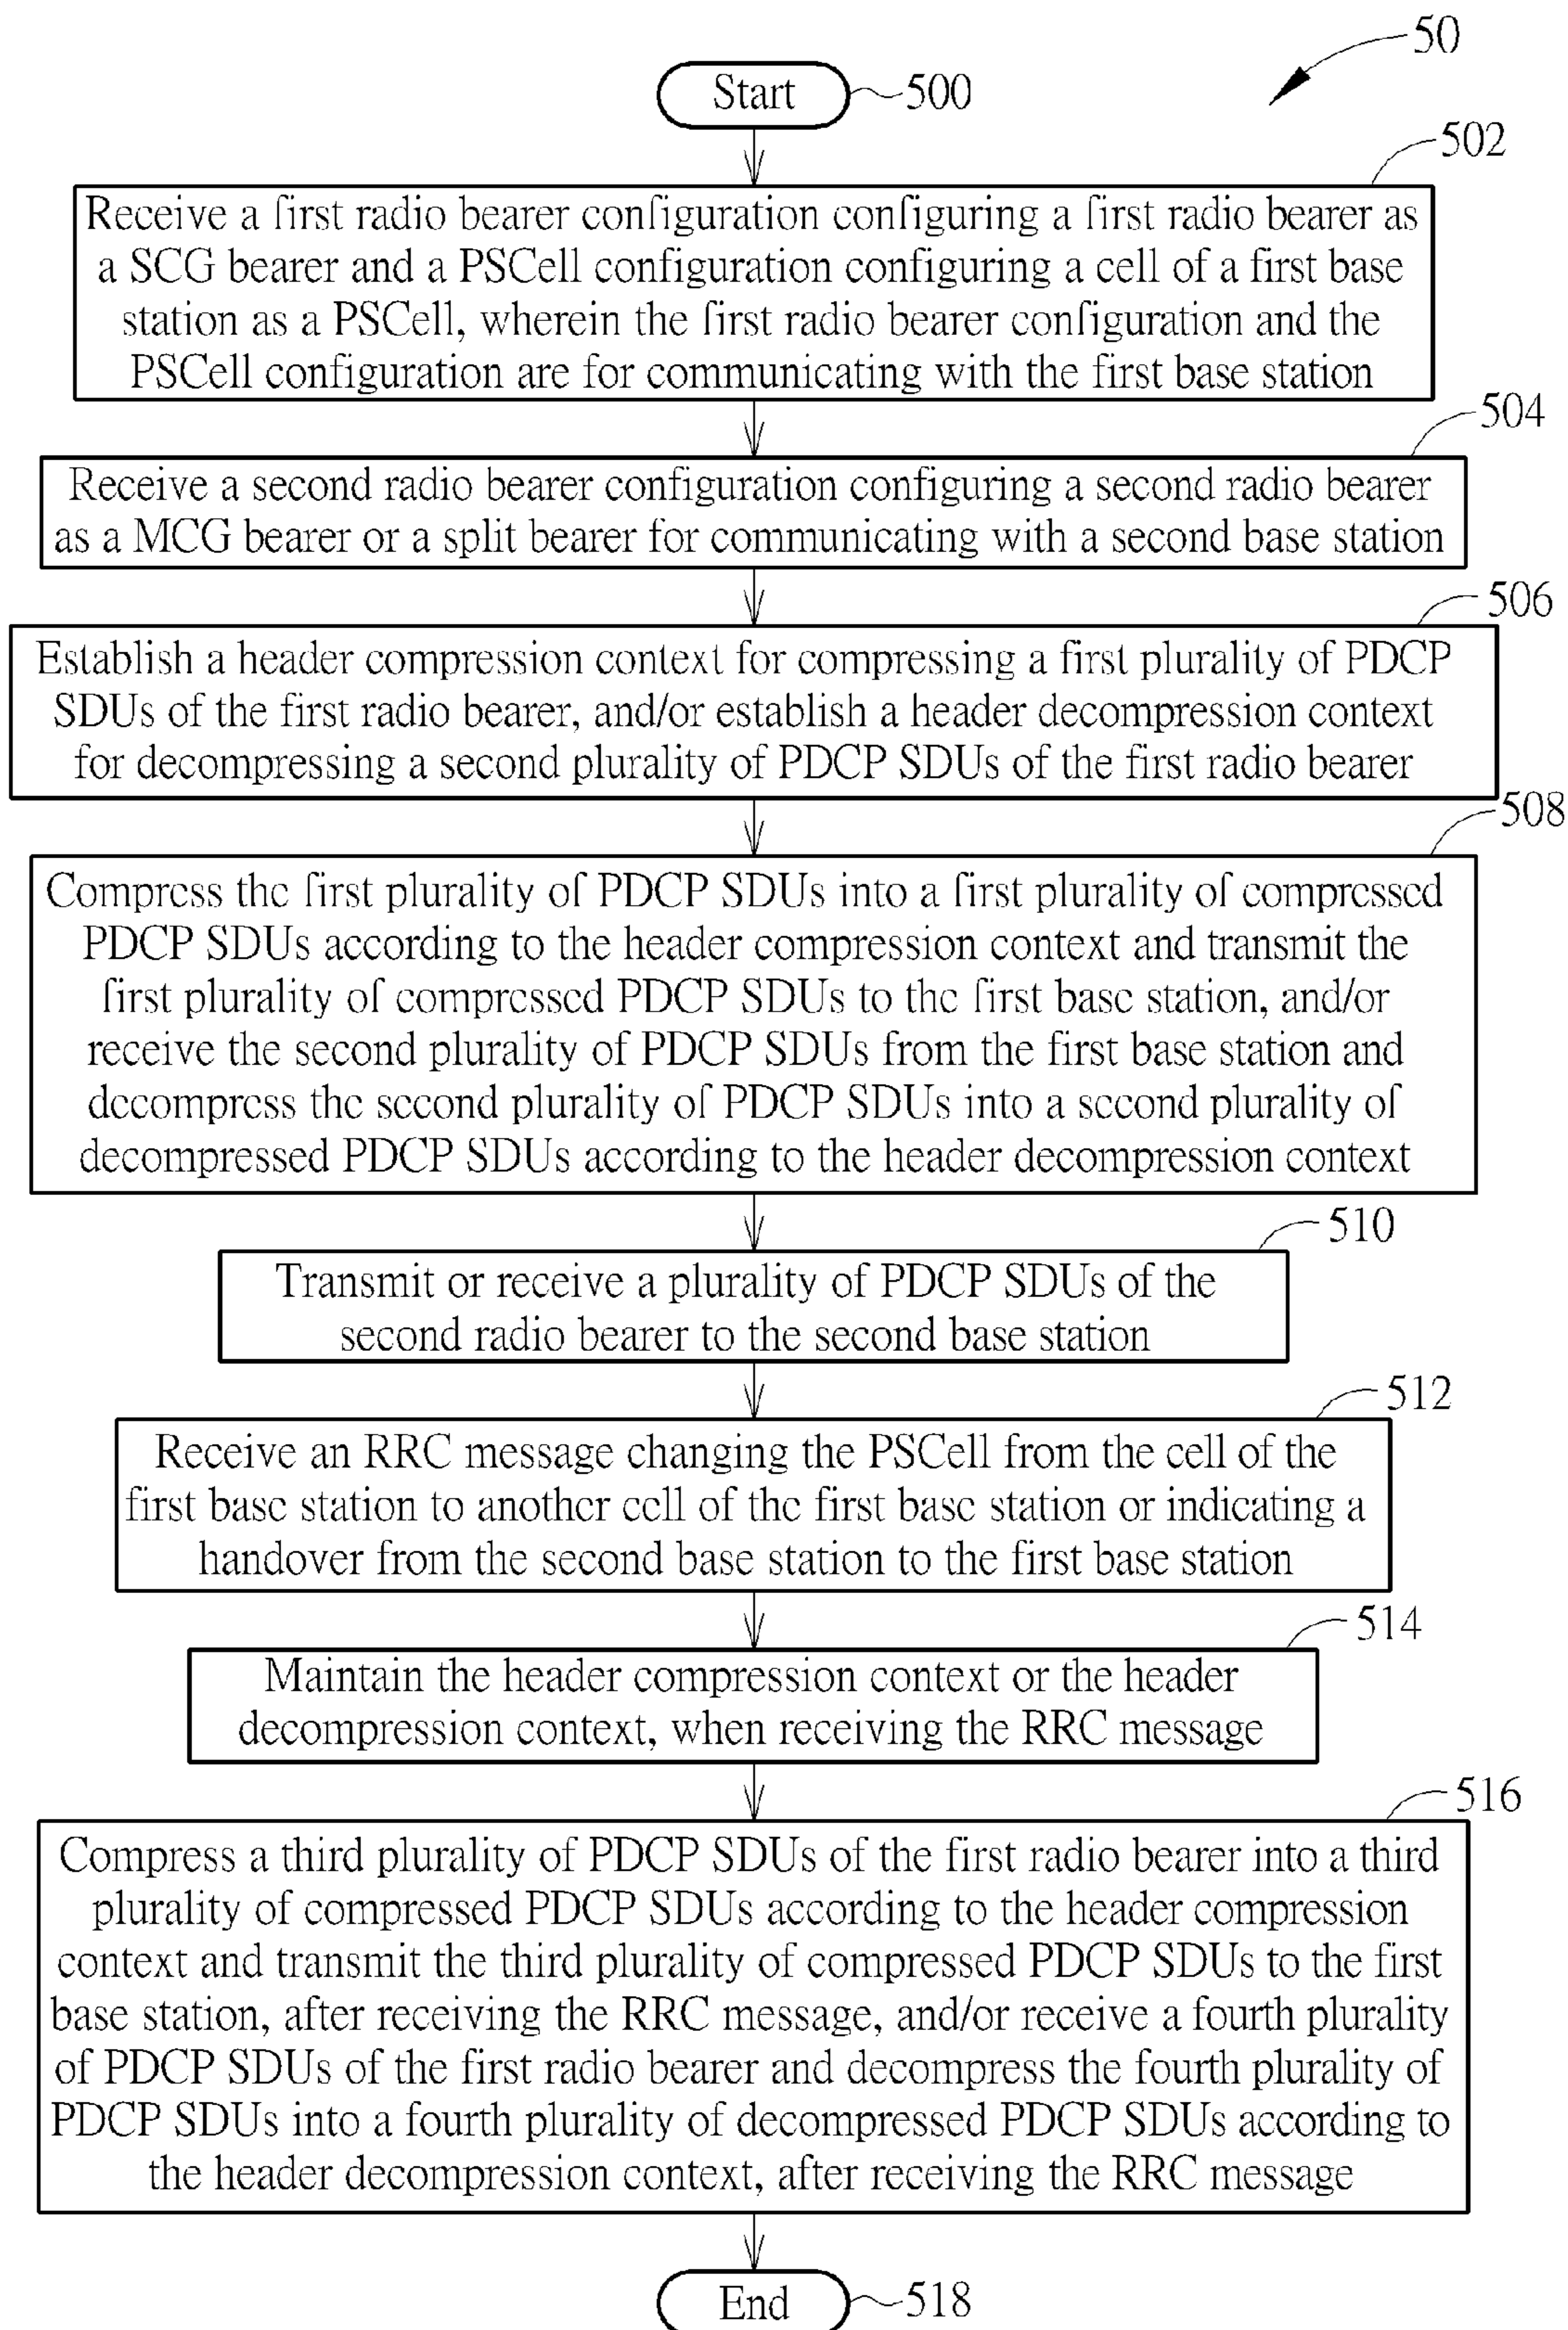 50
Start
500
502
Receive a first radio bearer configuration configuring a first radio bearer as
a SCG bearer and a PSCell configuration configuring a cell of a first base
station as a PSCell, wherein the first radio bearer configuration and the
PSCell configuration are for communicating with the first base station
504
Receive a second radio bearer configuration configuring a second radio bearer
as a MCG bearer or a split bearer for communicating with a second base station
506
Establish a header compression context for compressing a first plurality of PDCP
SDUs of the first radio bearer, and/or establish a header decompression context
for decompressing a second plurality of PDCP SDUs of the first radio bearer
508
Compress the first plurality of PDCP SDUs into a first plurality of compressed
PDCP SDUs according to the header compression context and transmit the
first plurality of compressed PDCP SDUs to the first base station, and/or
receive the second plurality of PDCP SDUs from the first base station and
decompress the second plurality of PDCP SDUs into a second plurality of
decompressed PDCP SDUs according to the header decompression context
510
Transmit or receive a plurality of PDCP SDUs of the
second radio bearer to the second base station
512
Receive an RRC message changing the PSCell from the cell of the
first base station to another cell of the first base station or indicating a
handover from the second base station to the first base station
514
Maintain the header compression context or the header
decompression context, when receiving the RRC message
516
Compress a third plurality of PDCP SDUs of the first radio bearer into a third
plurality of compressed PDCP SDUs according to the header compression
context and transmit the third plurality of compressed PDCP SDUs to the first
base station, after receiving the RRC message, and/or receive a fourth plurality
of PDCP SDUs of the first radio bearer and decompress the fourth plurality of
PDCP SDUs into a fourth plurality of decompressed PDCP SDUs according to
the header decompression context, after receiving the RRC message
End
518